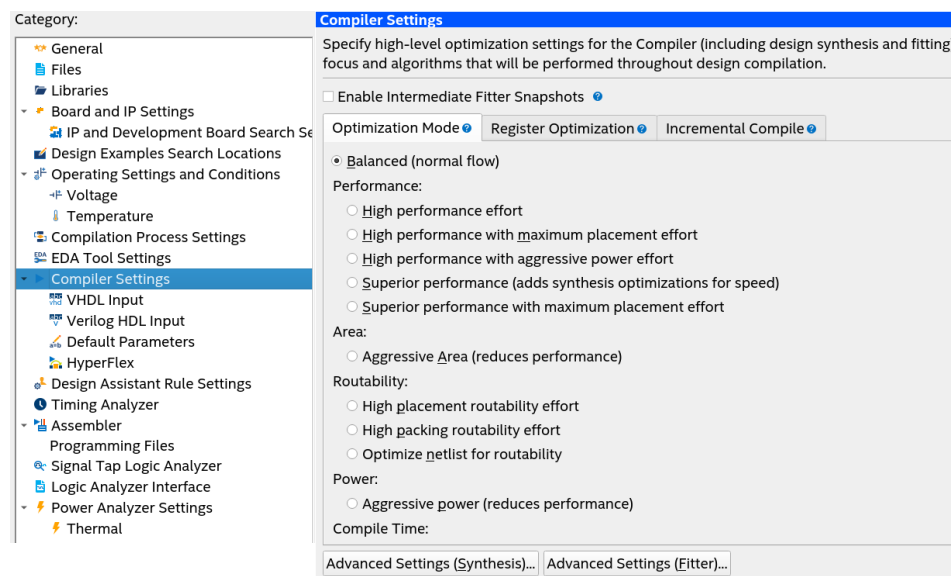 Category:
General
Files
Libraries
Board and IP Settings
IP and Development Board Search Se
Design Examples Search Locations
Operating Settings and Conditions
Voltage
Temperature
Compilation Process Settings
EDA Tool Settings
Compiler Settings
VHDL Input
Verilog HDL Input
Default Parameters
HyperFlex
Design Assistant Rule Settings
Timing Analyzer
Assembler
Programming Files
Signal Tap Logic Analyzer
Logic Analyzer Interface
Power Analyzer Settings
Thermal
Compiler Settings
Specify high-level optimization settings for the Compiler (including design synthesis and fitting
focus and algorithms that will be performed throughout design compilation.
Enable Intermediate Fitter Snapshots
Optimization Mode Register Optimization Incremental Compile
Balanced (normal flow)
Performance:
High performance effort
High performance with maximum placement effort
High performance with aggressive power effort
Superior performance (adds synthesis optimizations for speed)
Superior performance with maximum placement effort
Area:
Aggressive Area (reduces performance)
Routability:
High placement routability effort
High packing routability effort
Optimize netlist for routability
Power:
Aggressive power (reduces performance)
Compile Time:
Advanced Settings (Synthesis)... Advanced Settings (Fitter)...